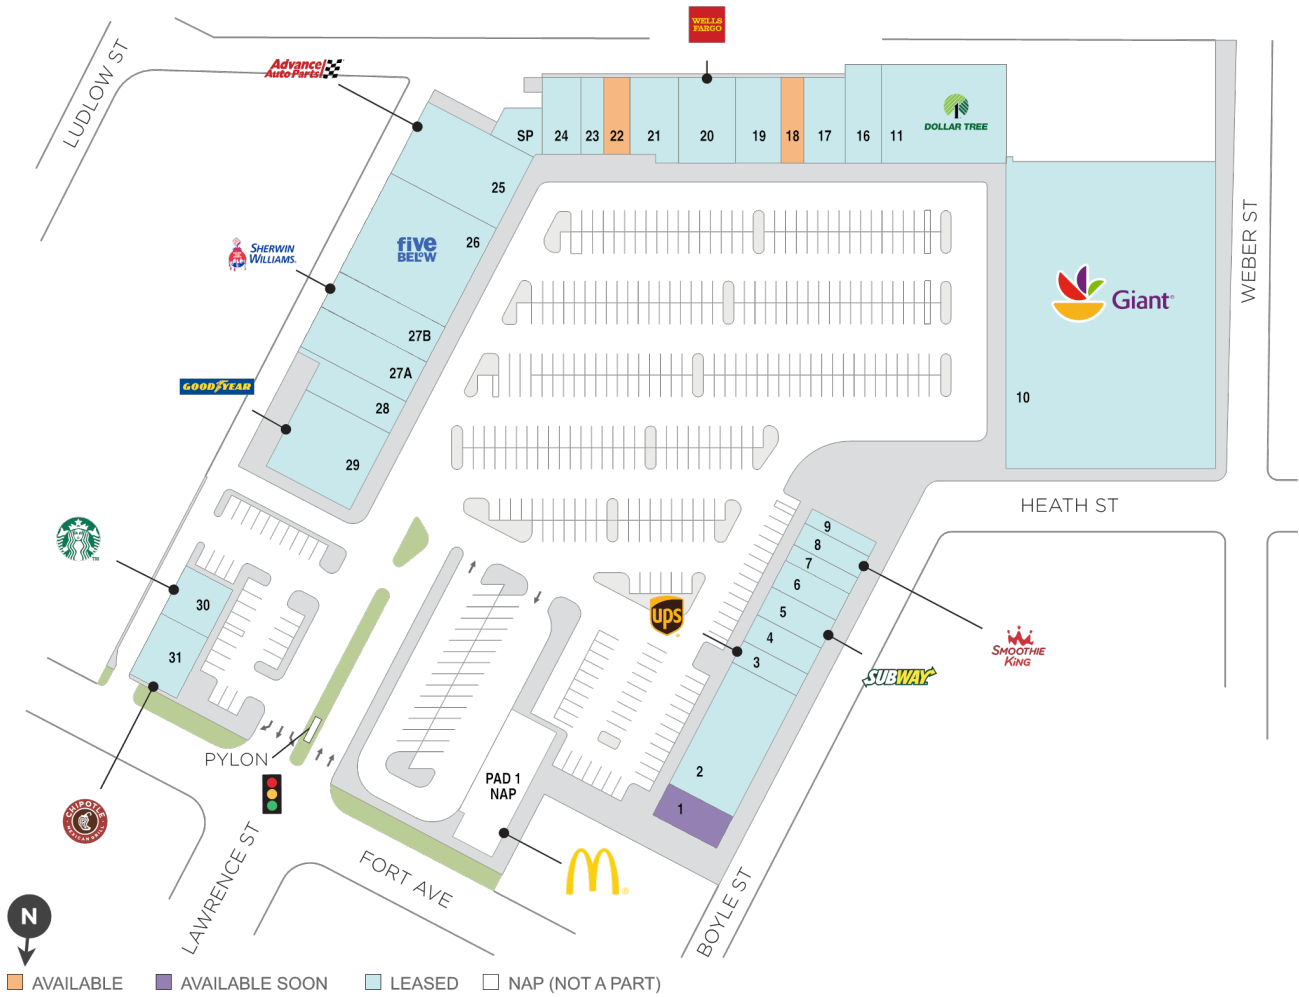 WELLS
FARGO
LUDLOW ST
Advance
Auto Parts
SP
24
23
22
21
20
19
18
17
16
11
DOLLAR TREE
25
26
five
BEL°W
SHERWIN
WILLIAMS.
WEBER ST
Giant
27B
27A
GOODYEAR
28
29
10
HEATH ST
9
8
7
6
5
4
3
2
1
TM
30
31
ups
SMOOTHIE
KING
SUBWAY
PYLON
PAD 1
NAP
CHIPOTLE
MEXICAN GRILL
LAWRENCE ST
FORT AVE
BOYLE ST
N
AVAILABLE
AVAILABLE SOON
LEASED
NAP (NOT A PART)